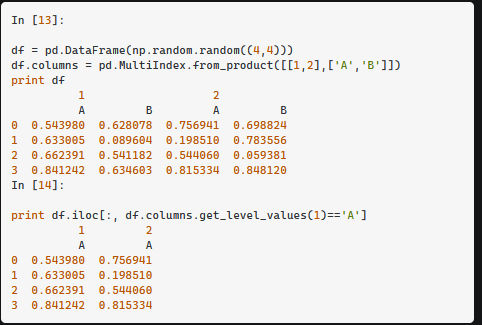 In [13]:
df = pd.DataFrame(np.random.random((4,4)))
df.columns = pd.MultiIndex.from_product([[1,2],['A','B']])
print df
          1                   2
          A         B         A         B
0  0.543980  0.628078  0.756941  0.698824
1  0.633005  0.089604  0.198510  0.783556
2  0.662391  0.541182  0.544060  0.059381
3  0.841242  0.634603  0.815334  0.848120
In [14]:
print df.iloc[:, df.columns.get_level_values(1)=='A']
          1         2
          A         A
0  0.543980  0.756941
1  0.633005  0.198510
2  0.662391  0.544060
3  0.841242  0.815334